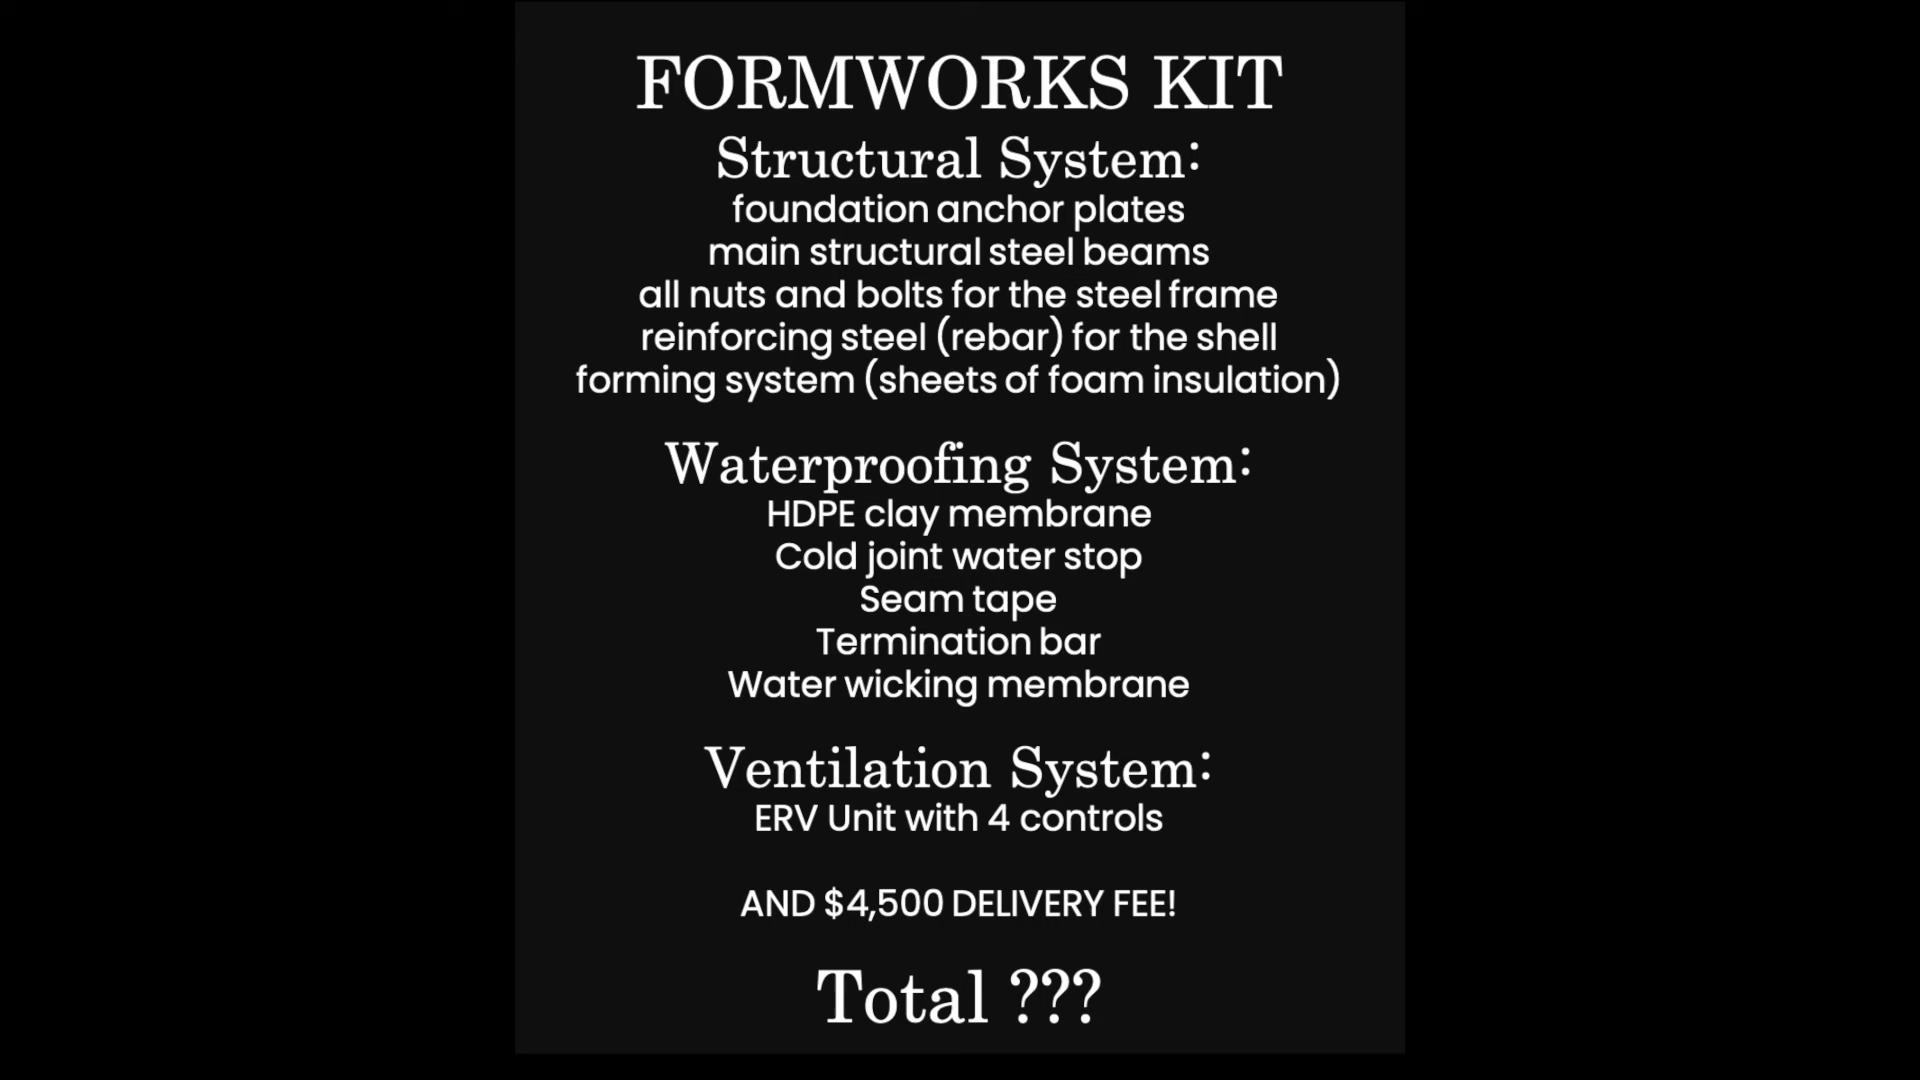 FORMWORKS KIT
Structural System:
foundation anchor plates
main structural steel beams
all nuts and bolts for the steel frame
reinforcing steel (rebar) for the shell
forming system (sheets of foam insulation)
Waterproofing System:
HDPE clay membrane
Cold joint water stop
Seam tape
Termination bar
Water wicking membrane
Ventilation System:
ERV Unit with 4 controls
AND $4,500 DELIVERY FEE!
Total ???